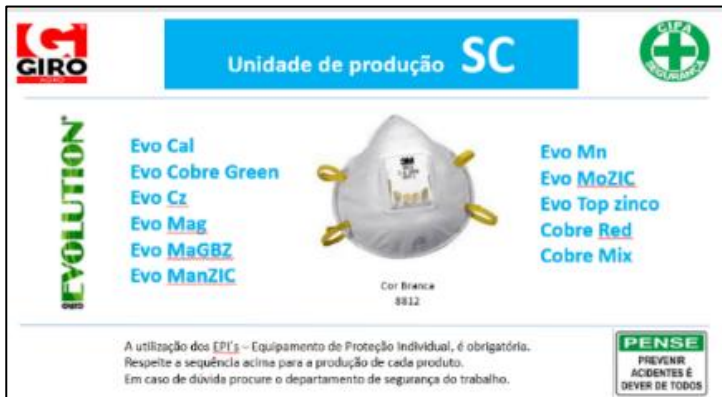 GIRO
AGRO
Unidade de produção SC
CIPA
SEGURANÇA
EVOLUTION®
GIRO
Evo Cal
Evo Cobre Green
Evo Cz
Evo Mag
Evo MaGBZ
Evo ManZIC
3M
Cor Branca
8812
Evo Mn
Evo MoZIC
Evo Top zinco
Cobre Red
Cobre Mix
A utilização dos EPI's – Equipamento de Proteção Individual, é obrigatória.
Respeite a sequência acima para a produção de cada produto.
Em caso de dúvida procure o departamento de segurança do trabalho.
PENSE
PREVENIR
ACIDENTES É
DEVER DE TODOS